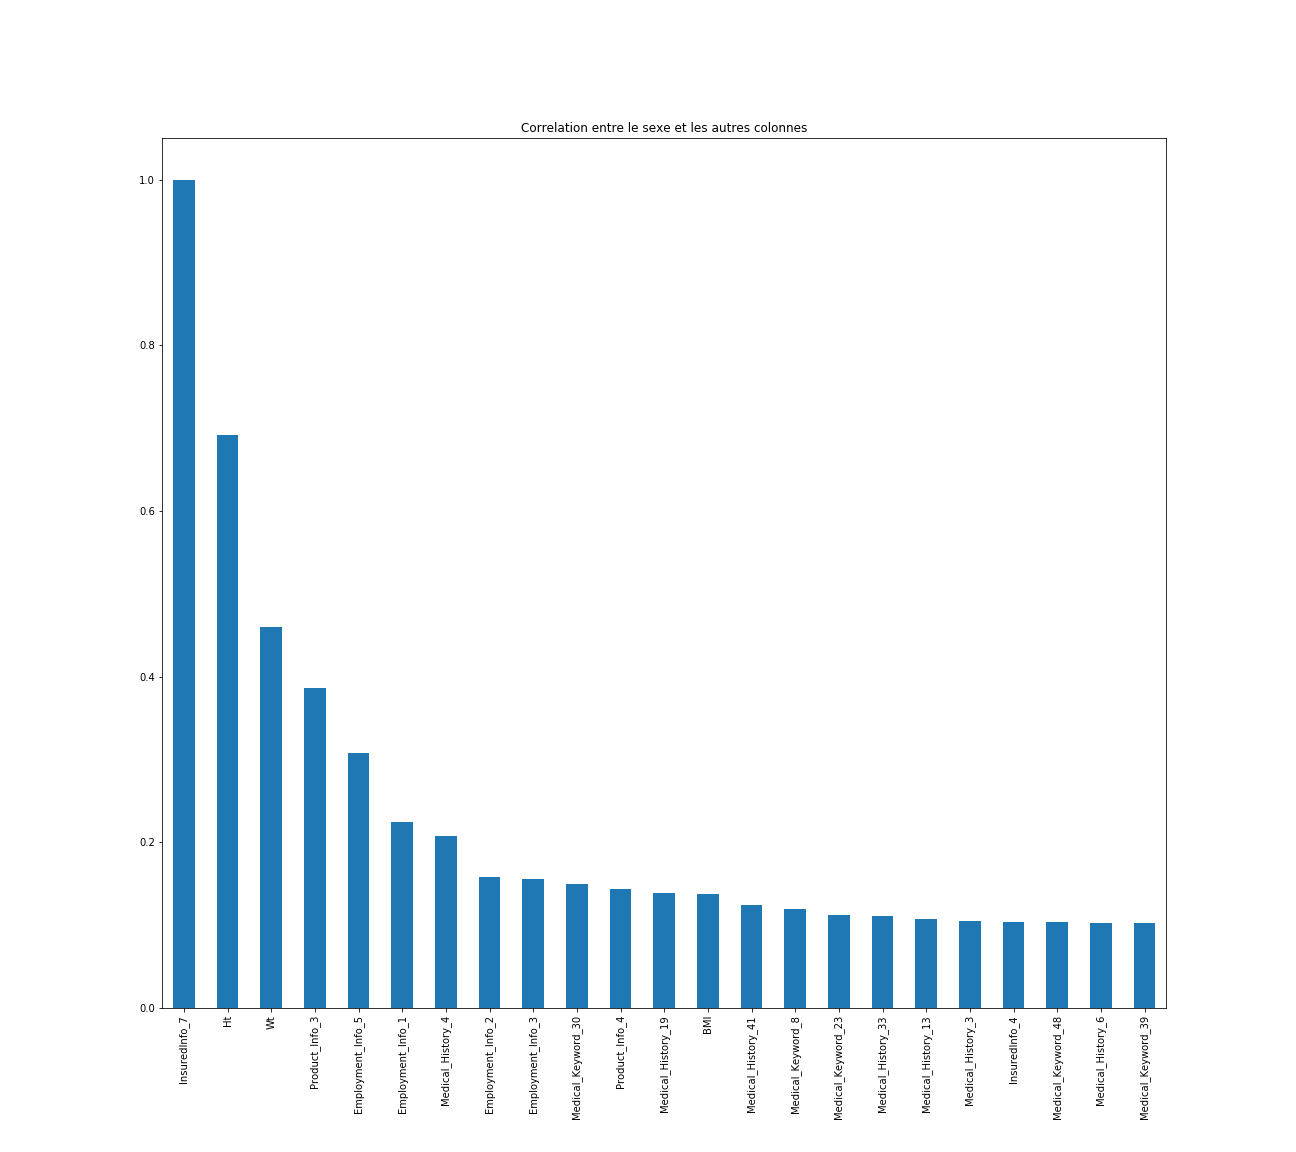 Correlation entre le sexe et les autres colonnes
1.0
0.8
0.6
0.4
0.2
0.0
InsuredInfo_7
Ht
Wt
Product_Info_3
Employment_Info_5
Employment_Info_1
Medical_History_4
Employment_Info_2
Employment_Info_3
Medical_Keyword_30
Product_Info_4
Medical_History_19
BMI
Medical_History_41
Medical_Keyword_8
Medical_Keyword_23
Medical_History_33
Medical_History_13
Medical_History_3
InsuredInfo_4
Medical_Keyword_48
Medical_History_6
Medical_Keyword_39